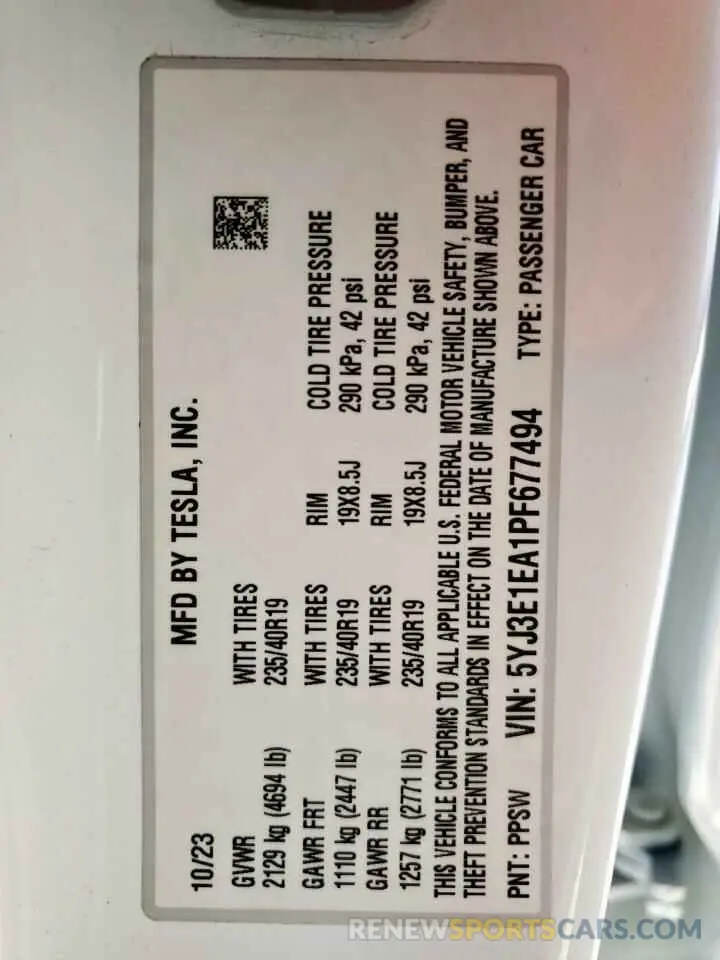 10/23 MFD BY TESLA, INC.
GVWR WITH TIRES
2129 kg (4694 lb) 235/40R19
GAWR FRT WITH TIRES RIM COLD TIRE PRESSURE
1110 kg (2447 lb) 235/40R19 19X8.5J 290 kPa, 42 psi
GAWR RR WITH TIRES RIM COLD TIRE PRESSURE
1257 kg (2771 lb) 235/40R19 19X8.5J 290 kPa, 42 psi
THIS VEHICLE CONFORMS TO ALL APPLICABLE U.S. FEDERAL MOTOR VEHICLE SAFETY, BUMPER, AND
THEFT PREVENTION STANDARDS IN EFFECT ON THE DATE OF MANUFACTURE SHOWN ABOVE.
PNT: PPSW VIN: 5YJ3E1EA1PF677494 TYPE: PASSENGER CAR
RENEWSPORTSCARS.COM